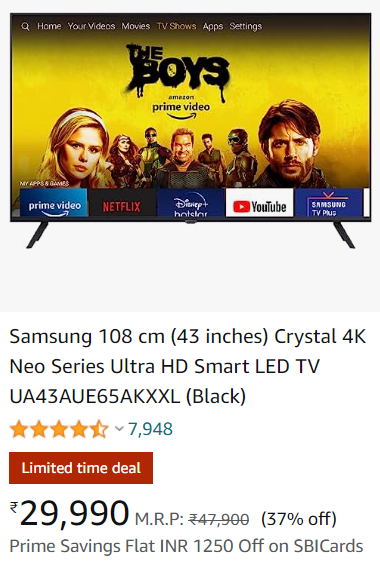 Home Your Videos Movies TV Shows Apps Settings
THE
BOYS
amazon
prime video
MY APPS & GAMES
prime video NETFLIX Disney+ hotstar YouTube SAMSUNG TV Plus
Samsung 108 cm (43 inches) Crystal 4K
Neo Series Ultra HD Smart LED TV
UA43AUE65AKXXL (Black)
7,948
Limited time deal
₹29,990 M.R.P: ₹47,900 (37% off)
Prime Savings Flat INR 1250 Off on SBICards